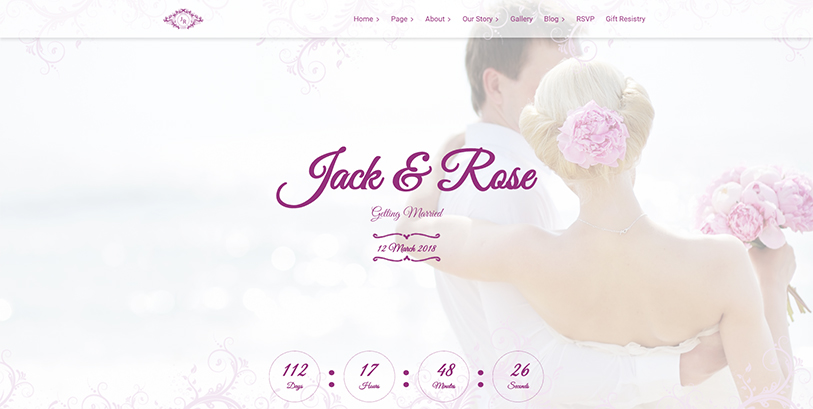 Home Page About Our Story Gallery Blog RSVP Gift Resistry
Jack & Rose
Getting Married
12 March 2018
112 : 17 : 48 : 26
Days Hours Minutes Seconds